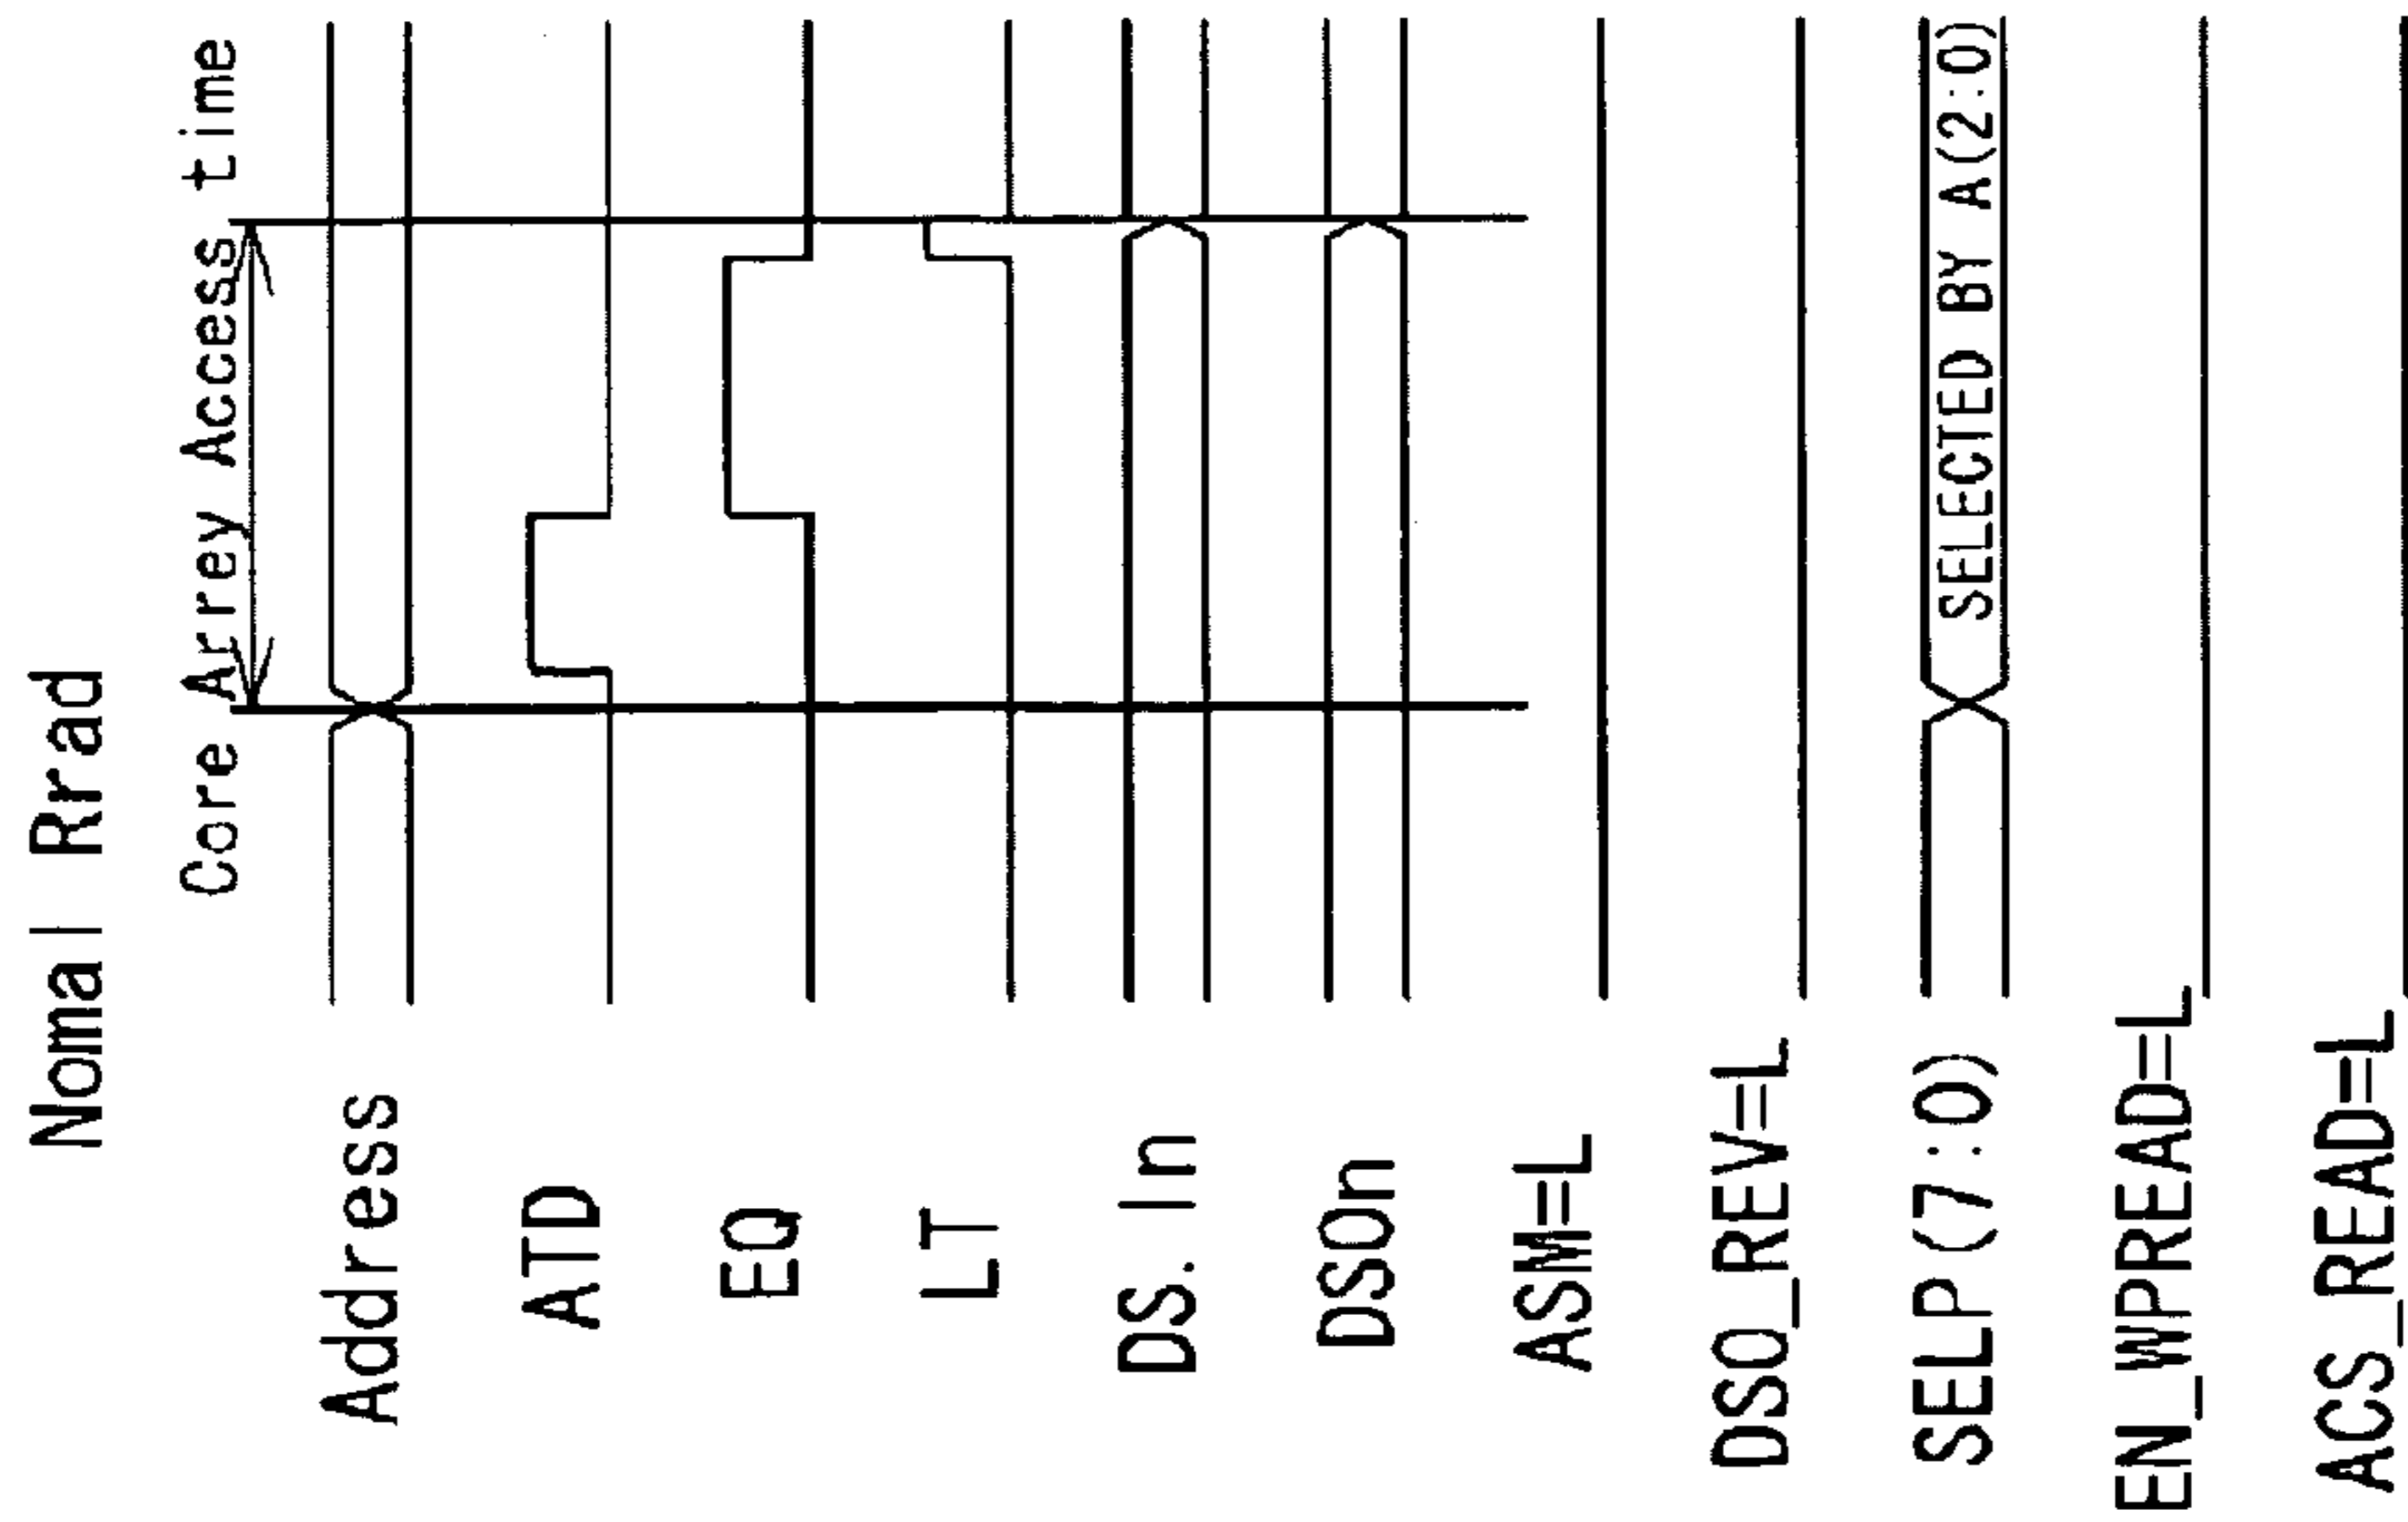 Nomal Rrad
Core Arrey Access time
Address
ATD
EQ
LT
DS. In
DSOn
ASM=L
DSO_REV=L
SELP(7:0) SELECTED BY A(2:0)
EN_WPREAD=L
ACS_READ=L